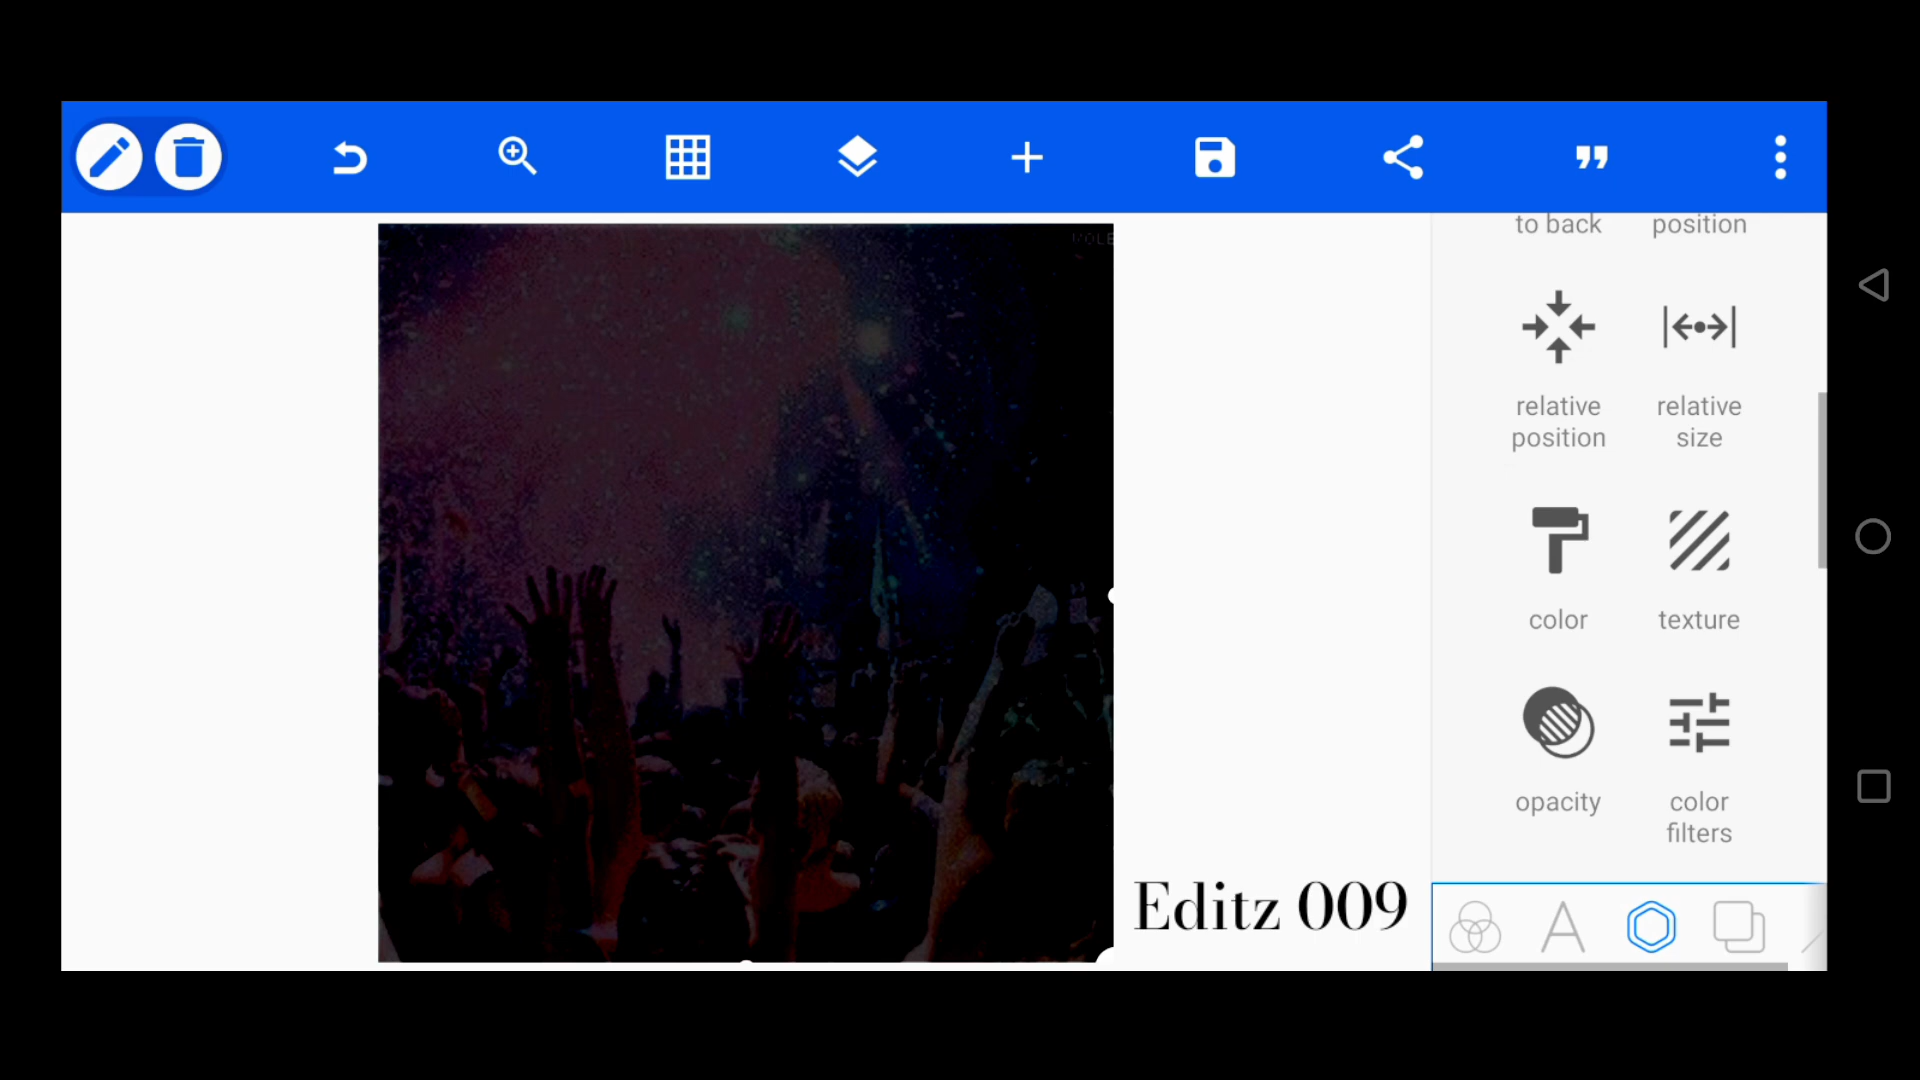 to back
position
relative
position
relative
size
color
texture
opacity
color
filters
Editz 009